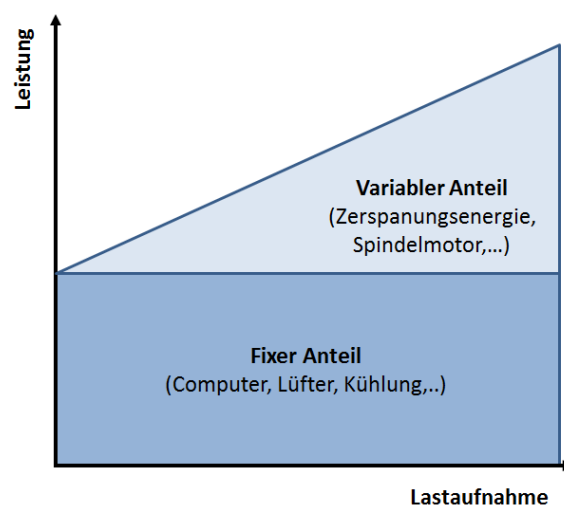 Leistung
Variabler Anteil
(Zerspanungsenergie,
Spindelmotor,...)
Fixer Anteil
(Computer, Lüfter, Kühlung,..)
Lastaufnahme